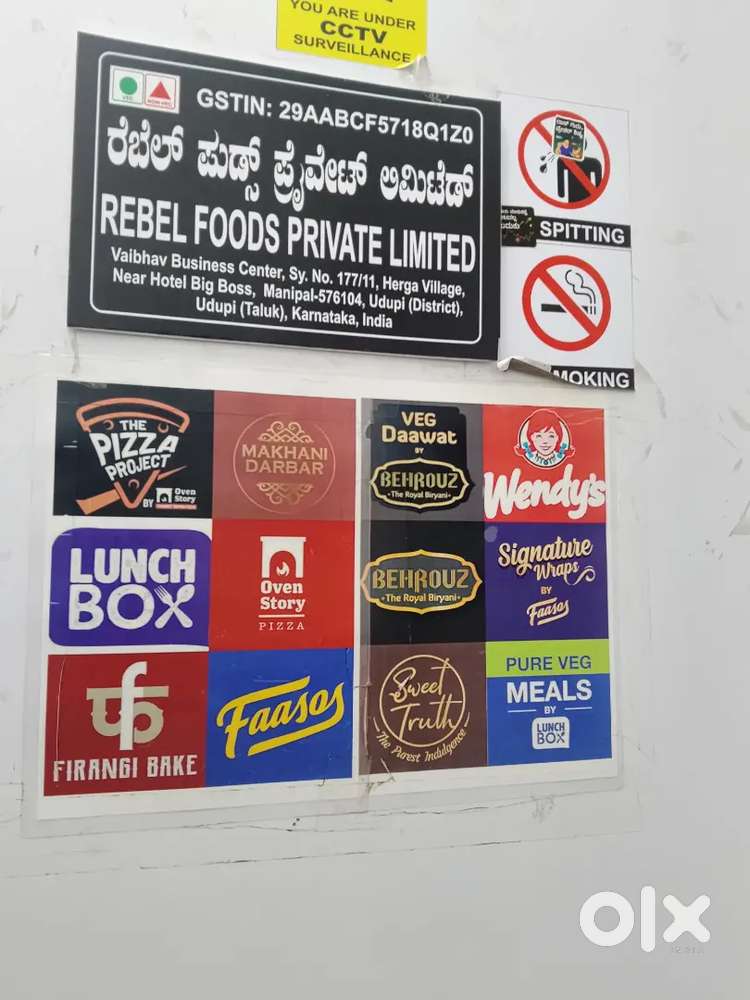 YOU ARE UNDER
CCTV
SURVEILLANCE
VEG
NON-VEG
GSTIN: 29AABCF5718Q1Z0
ರೆಬೆಲ್ ಫುಡ್ಸ್ ಪ್ರೈವೇಟ್ ಲಿಮಿಟೆಡ್
REBEL FOODS PRIVATE LIMITED
Vaibhav Business Center, Sy. No. 177/11, Herga Village,
Near Hotel Big Boss, Manipal-576104, Udupi (District),
Udupi (Taluk), Karnataka, India
SPITTING
MOKING
THE
PIZZA
PROJECT
BY Oven
Story
MAKHANI
DARBAR
VEG
Daawat
BY
BEHROUZ
The Royal Biryani
Wendy's
LUNCH
BOX
Oven
Story
PIZZA
BEHROUZ
The Royal Biryani
Signature
Wraps
BY
Faasos
फ
FIRANGI BAKE
Faasos
Sweet
Truth
The Purest Indulgence
PURE VEG
MEALS
BY
LUNCH
BOX
olx